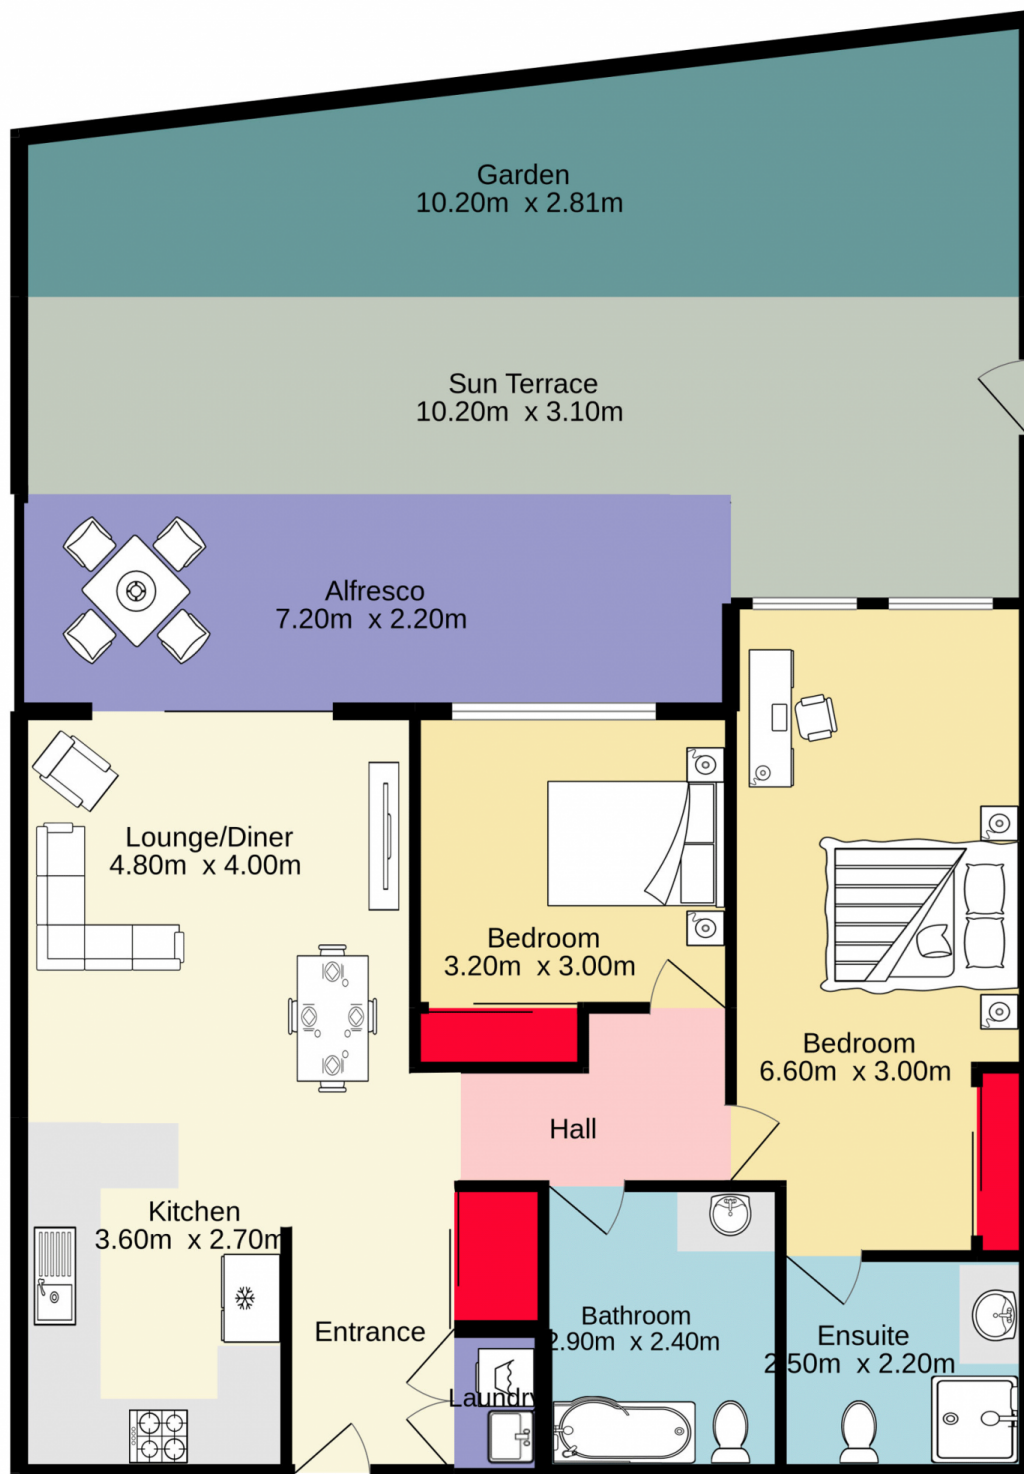 Garden
10.20m x 2.81m
Sun Terrace
10.20m x 3.10m
Alfresco
7.20m x 2.20m
Lounge/Diner
4.80m x 4.00m
Bedroom
3.20m x 3.00m
Bedroom
6.60m x 3.00m
Hall
Kitchen
3.60m x 2.70m
Entrance
Bathroom
2.90m x 2.40m
Ensuite
2.50m x 2.20m
Laundry